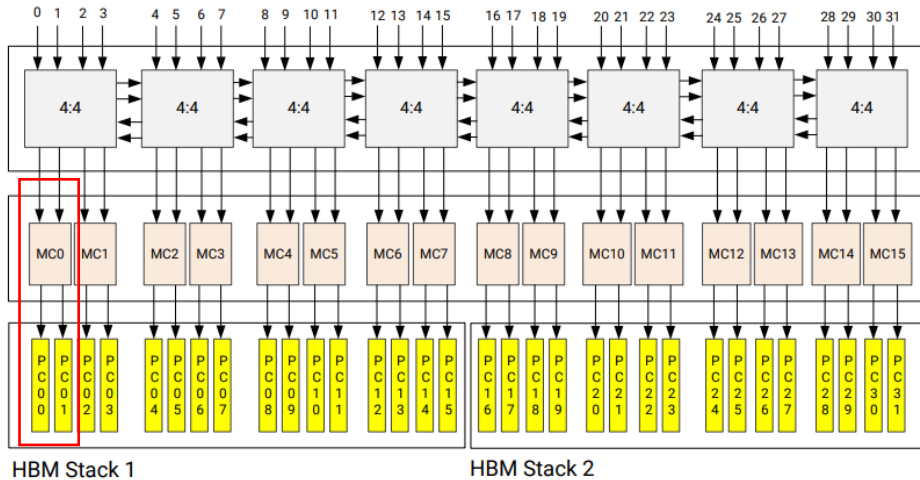 0 1 2 3 4 5 6 7 8 9 10 11 12 13 14 15 16 17 18 19 20 21 22 23 24 25 26 27 28 29 30 31
4:4 4:4 4:4 4:4 4:4 4:4 4:4 4:4
MC0 MC1 MC2 MC3 MC4 MC5 MC6 MC7 MC8 MC9 MC10 MC11 MC12 MC13 MC14 MC15
PC00 PC01 PC02 PC03 PC04 PC05 PC06 PC07 PC08 PC09 PC10 PC11 PC12 PC13 PC14 PC15 PC16 PC17 PC18 PC19 PC20 PC21 PC22 PC23 PC24 PC25 PC26 PC27 PC28 PC29 PC30 PC31
HBM Stack 1 HBM Stack 2